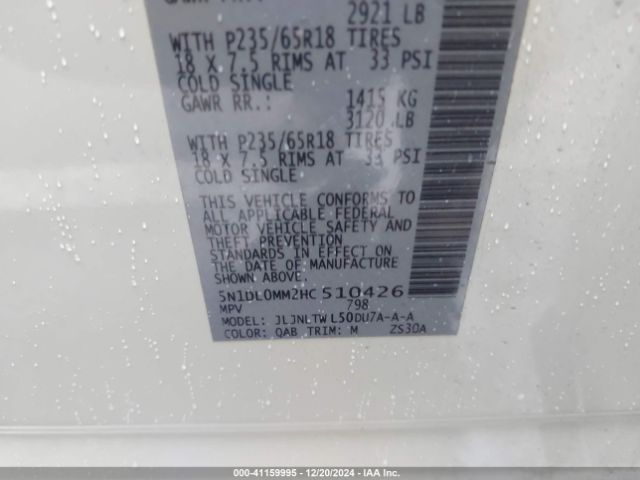 2921 LB
WITH P235/65R18 TIRES
18 X 7.5 RIMS AT 33 PSI
COLD SINGLE
GAWR RR.: 1415 KG
3120 LB
WITH P235/65R18 TIRES
18 X 7.5 RIMS AT 33 PSI
COLD SINGLE
THIS VEHICLE CONFORMS TO
ALL APPLICABLE FEDERAL
MOTOR VEHICLE SAFETY AND
THEFT PREVENTION
STANDARDS IN EFFECT ON
THE DATE OF MANUFACTURE
SHOWN ABOVE.
5N1DL0MM2HC510426
MPV 798
MODEL: JLJNLTWL50DU7A-A-A
COLOR: QAB TRIM: M ZS30A
000-41159995 | 12/20/2024 | IAA Inc.